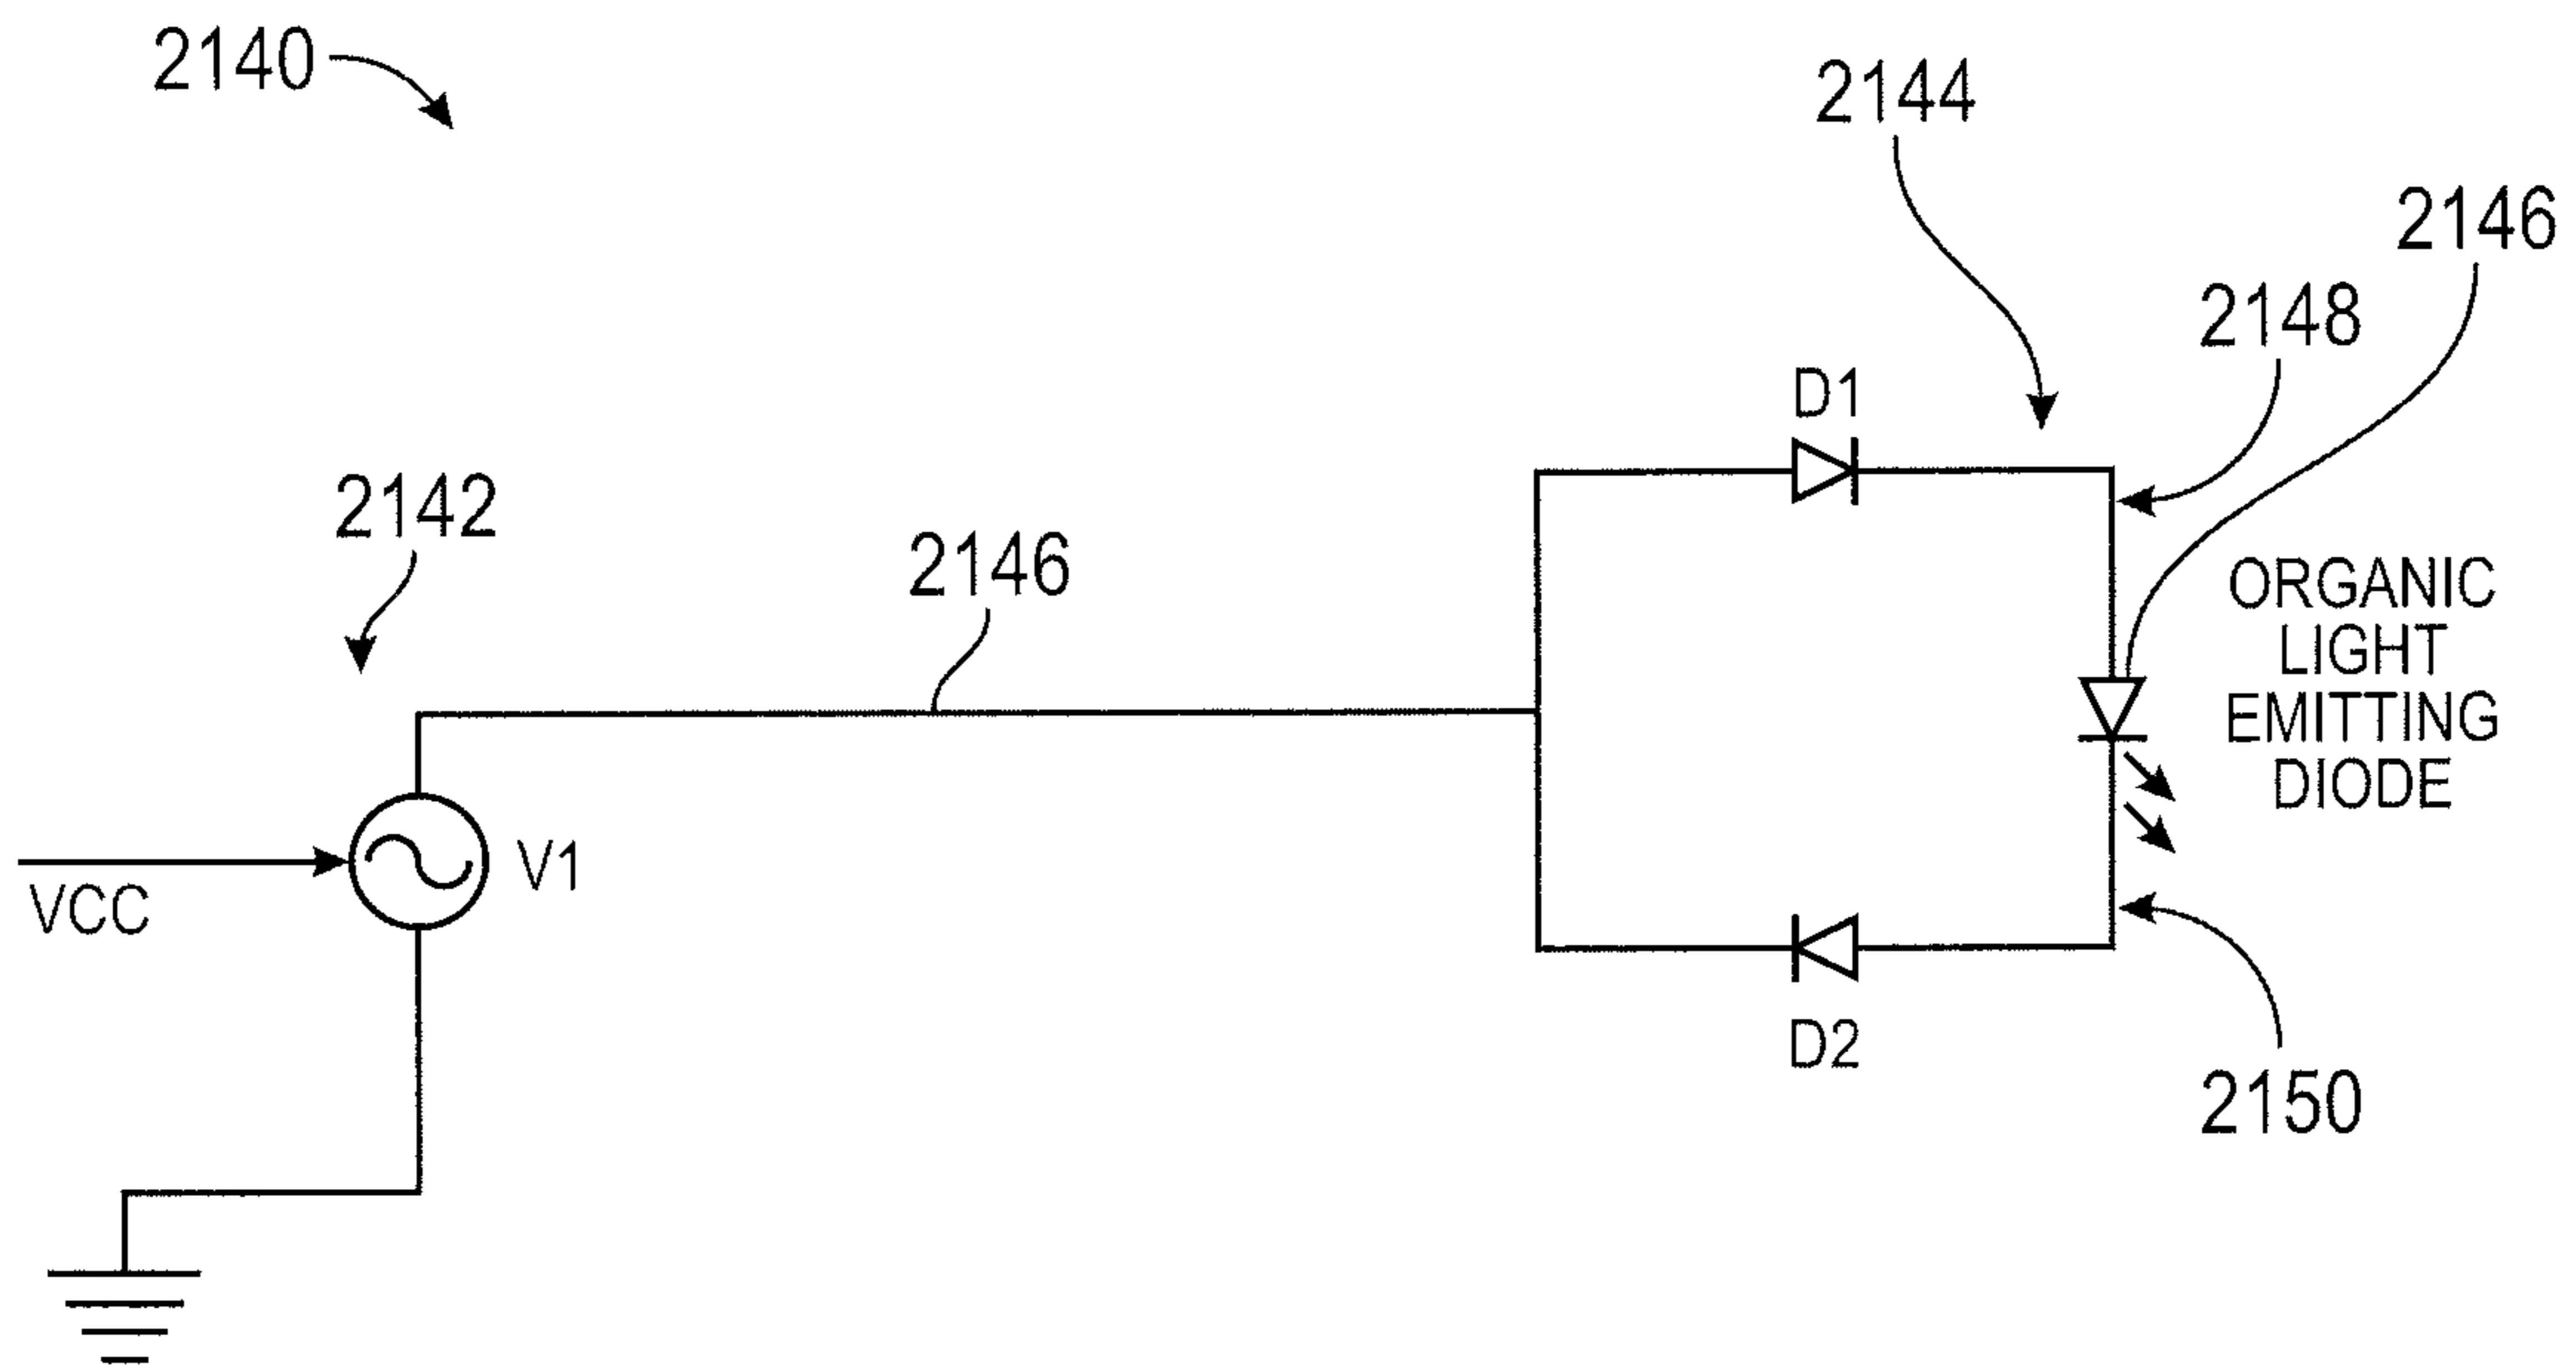 2140
2144
2146
2148
D1
2142
2146
ORGANIC
LIGHT
EMITTING
DIODE
V1
VCC
D2
2150